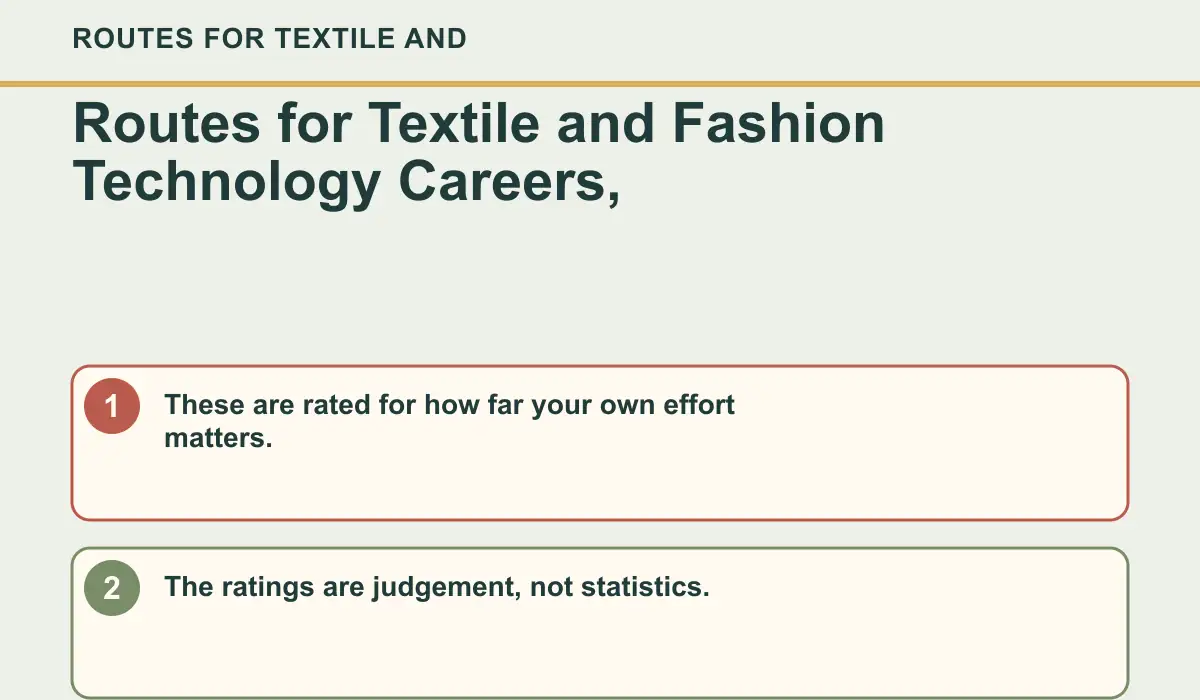 ROUTES FOR TEXTILE AND
Routes for Textile and Fashion
Technology Careers,
1
These are rated for how far your own effort
matters.
2
The ratings are judgement, not statistics.